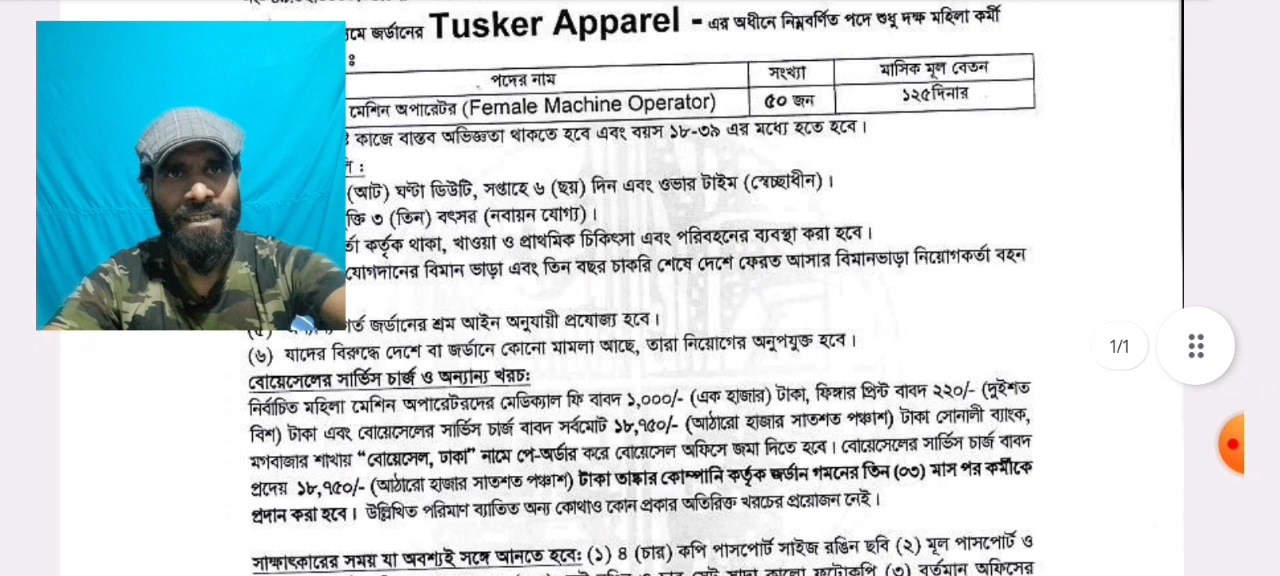 জর্ডানের Tusker Apparel - এর অধীনে নিম্নবর্ণিত পদে শুধু দক্ষ মহিলা কর্মী
ঃ
পদের নাম সংখ্যা মাসিক মূল বেতন
মেশিন অপারেটর (Female Machine Operator) ৫০ জন ১২৫দিনার
কাজে বাস্তব অভিজ্ঞতা থাকতে হবে এবং বয়স ১৮-৩৯ এর মধ্যে হতে হবে।
(আট) ঘণ্টা ডিউটি, সপ্তাহে ৬ (ছয়) দিন এবং ওভার টাইম (স্বেচ্ছাধীন)।
৩ (তিন) বৎসর (নবায়ন যোগ্য)।
কর্তৃক থাকা, খাওয়া ও প্রাথমিক চিকিৎসা এবং পরিবহনের ব্যবস্থা করা হবে।
যোগদানের বিমান ভাড়া এবং তিন বছর চাকরি শেষে দেশে ফেরত আসার বিমানভাড়া নিয়োগকর্তা বহন
জর্ডানের শ্রম আইন অনুযায়ী প্রযোজ্য হবে।
(৬) যাদের বিরুদ্ধে দেশে বা জর্ডানে কোনো মামলা আছে, তারা নিয়োগের অনুপযুক্ত হবে।
বোয়েসেলের সার্ভিস চার্জ ও অন্যান্য খরচ:
নির্বাচিত মহিলা মেশিন অপারেটরদের মেডিক্যাল ফি বাবদ ১,০০০/- (এক হাজার) টাকা, ফিঙ্গার প্রিন্ট বাবদ ২২০/- (দুইশত
বিশ) টাকা এবং বোয়েসেলের সার্ভিস চার্জ বাবদ সর্বমোট ১৮,৭৫০/- (আঠারো হাজার সাতশত পঞ্চাশ) টাকা সোনালী ব্যাংক,
মগবাজার শাখায় “বোয়েসেল, ঢাকা” নামে পে-অর্ডার করে বোয়েসেল অফিসে জমা দিতে হবে। বোয়েসেলের সার্ভিস চার্জ বাবদ
প্রদেয় ১৮,৭৫০/- (আঠারো হাজার সাতশত পঞ্চাশ) টাকা তাস্কার কোম্পানি কর্তৃক জর্ডান গমনের তিন (০৩) মাস পর কর্মীকে
প্রদান করা হবে। উল্লিখিত পরিমাণ ব্যতিত অন্য কোথাও কোন প্রকার অতিরিক্ত খরচের প্রয়োজন নেই।
সাক্ষাৎকারের সময় যা অবশ্যই সঙ্গে আনতে হবে: (১) ৪ (চার) কপি পাসপোর্ট সাইজ রঙিন ছবি (২) মূল পাসপোর্ট ও
সাদা কালো ফটোকপি (৩) বর্তমান অফিসের
1/1